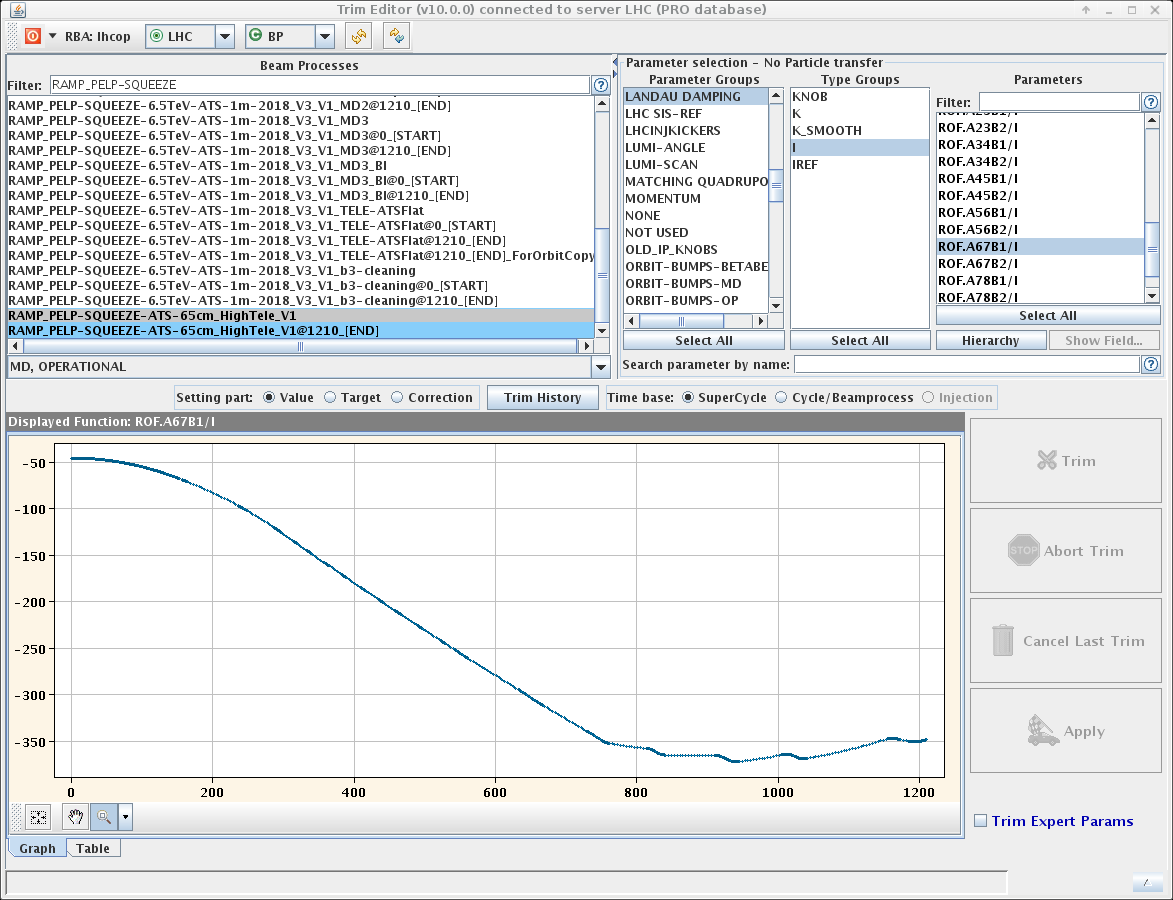 Trim Editor (v10.0.0) connected to server LHC (PRO database)
RBA: lhcop
LHC
BP
Beam Processes
Filter: RAMP_PELP-SQUEEZE
RAMP_PELP-SQUEEZE-6.5TeV-ATS-1m-2018_V3_V1_MD2@1210_[END]
RAMP_PELP-SQUEEZE-6.5TeV-ATS-1m-2018_V3_V1_MD3
RAMP_PELP-SQUEEZE-6.5TeV-ATS-1m-2018_V3_V1_MD3@0_[START]
RAMP_PELP-SQUEEZE-6.5TeV-ATS-1m-2018_V3_V1_MD3@1210_[END]
RAMP_PELP-SQUEEZE-6.5TeV-ATS-1m-2018_V3_V1_MD3_BI
RAMP_PELP-SQUEEZE-6.5TeV-ATS-1m-2018_V3_V1_MD3_BI@0_[START]
RAMP_PELP-SQUEEZE-6.5TeV-ATS-1m-2018_V3_V1_MD3_BI@1210_[END]
RAMP_PELP-SQUEEZE-6.5TeV-ATS-1m-2018_V3_V1_TELE-ATSFlat
RAMP_PELP-SQUEEZE-6.5TeV-ATS-1m-2018_V3_V1_TELE-ATSFlat@0_[START]
RAMP_PELP-SQUEEZE-6.5TeV-ATS-1m-2018_V3_V1_TELE-ATSFlat@1210_[END]
RAMP_PELP-SQUEEZE-6.5TeV-ATS-1m-2018_V3_V1_TELE-ATSFlat@1210_[END]_ForOrbitCopy
RAMP_PELP-SQUEEZE-6.5TeV-ATS-1m-2018_V3_V1_b3-cleaning
RAMP_PELP-SQUEEZE-6.5TeV-ATS-1m-2018_V3_V1_b3-cleaning@0_[START]
RAMP_PELP-SQUEEZE-6.5TeV-ATS-1m-2018_V3_V1_b3-cleaning@1210_[END]
RAMP_PELP-SQUEEZE-ATS-65cm_HighTele_V1
RAMP_PELP-SQUEEZE-ATS-65cm_HighTele_V1@1210_[END]
MD, OPERATIONAL
Parameter selection - No Particle transfer
Parameter Groups
LANDAU DAMPING
LHC SIS-REF
LHCINJKICKERS
LUMI-ANGLE
LUMI-SCAN
MATCHING QUADRUPO
MOMENTUM
NONE
NOT USED
OLD_IP_KNOBS
ORBIT-BUMPS-BETABE
ORBIT-BUMPS-MD
ORBIT-BUMPS-OP
Select All
Type Groups
KNOB
K
K_SMOOTH
I
IREF
Select All
Parameters
Filter:
ROF.A23B1/I
ROF.A23B2/I
ROF.A34B1/I
ROF.A34B2/I
ROF.A45B1/I
ROF.A45B2/I
ROF.A56B1/I
ROF.A56B2/I
ROF.A67B1/I
ROF.A67B2/I
ROF.A78B1/I
ROF.A78B2/I
Select All
Hierarchy
Show Field...
Search parameter by name:
Setting part: Value Target Correction
Trim History
Time base: SuperCycle Cycle/Beamprocess Injection
Displayed Function: ROF.A67B1/I
-50
-100
-150
-200
-250
-300
-350
0 200 400 600 800 1000 1200
Graph
Table
Trim
STOP
Abort Trim
Cancel Last Trim
Apply
Trim Expert Params